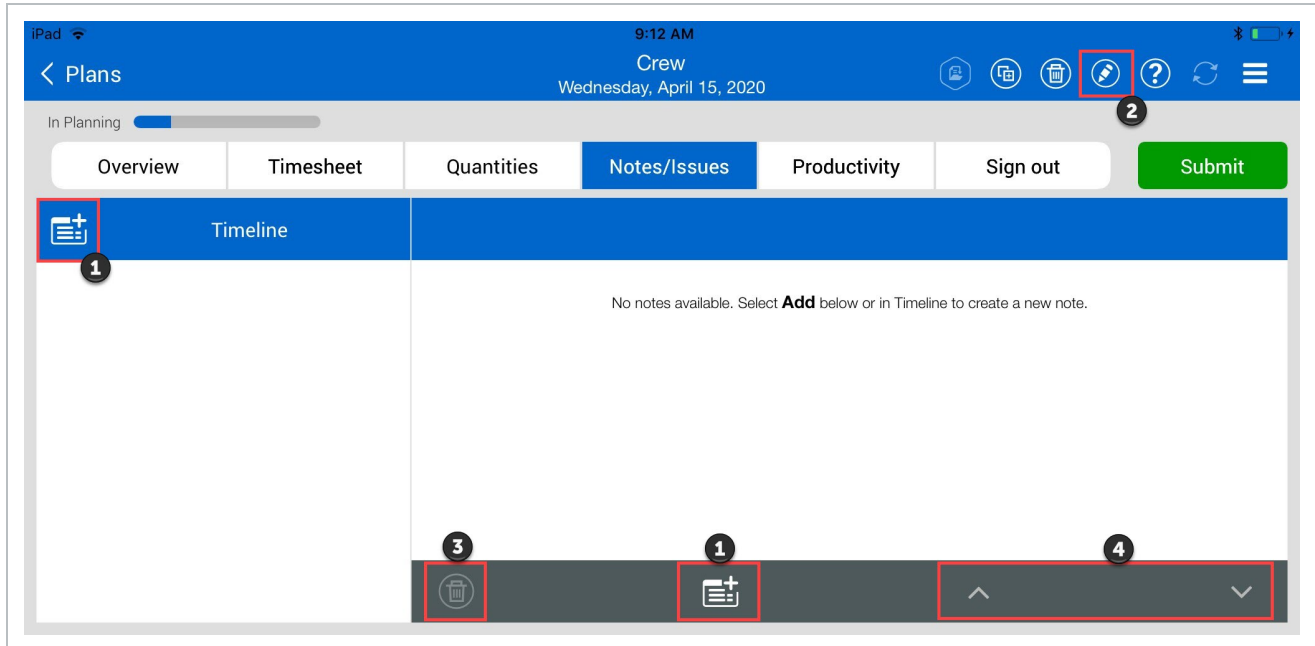 iPad 9:12 AM
Plans
Crew
Wednesday, April 15, 2020
?
2
In Planning
Overview Timesheet Quantities Notes/Issues Productivity Sign out Submit
Timeline
1
No notes available. Select Add below or in Timeline to create a new note.
3 1 4